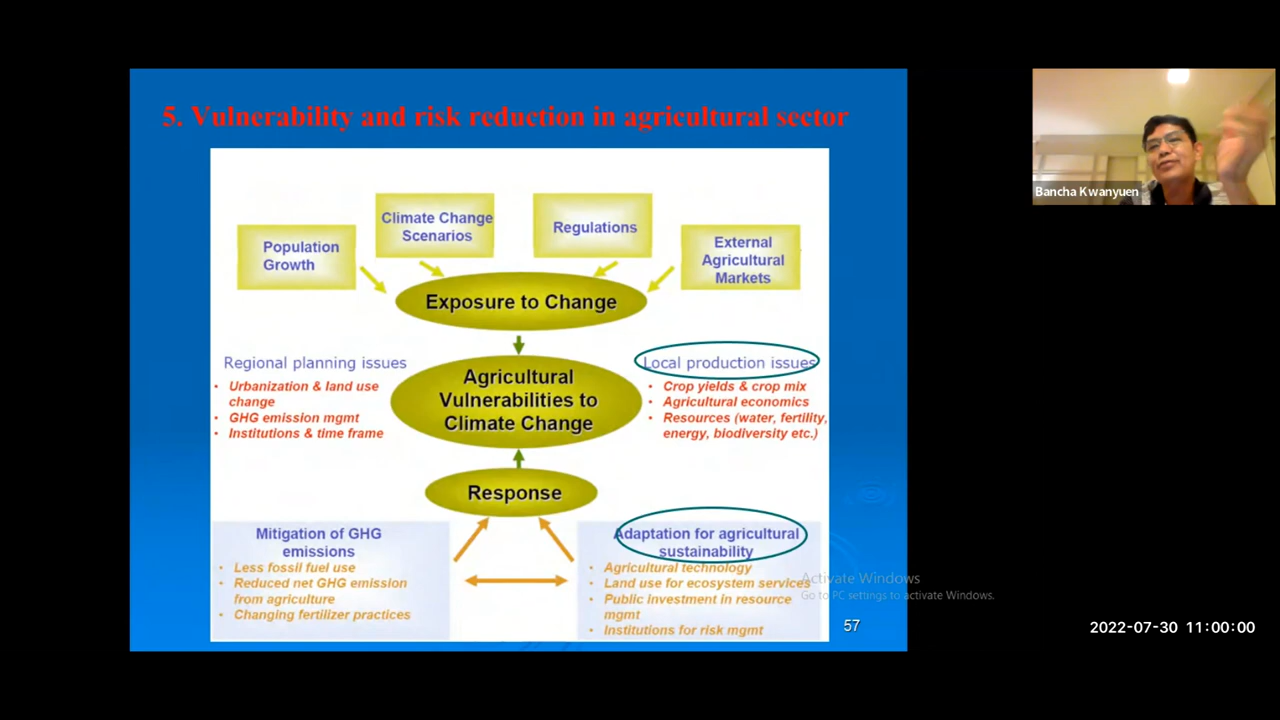 5. Vulnerability and risk reduction in agricultural sector
Population
Growth
Climate Change
Scenarios
Regulations
External
Agricultural
Markets
Exposure to Change
Regional planning issues
• Urbanization & land use
change
• GHG emission mgmt
• Institutions & time frame
Agricultural
Vulnerabilities to
Climate Change
Local production issues
• Crop yields & crop mix
• Agricultural economics
• Resources (water, fertility,
energy, biodiversity etc.)
Response
Mitigation of GHG
emissions
• Less fossil fuel use
• Reduced net GHG emission
from agriculture
• Changing fertilizer practices
Adaptation for agricultural
sustainability
• Agricultural technology
• Land use for ecosystem services
• Public investment in resource
mgmt
• Institutions for risk mgmt
57
Activate Windows
Go to PC settings to activate Windows.
Bancha Kwanyuen
2022-07-30 11:00:00